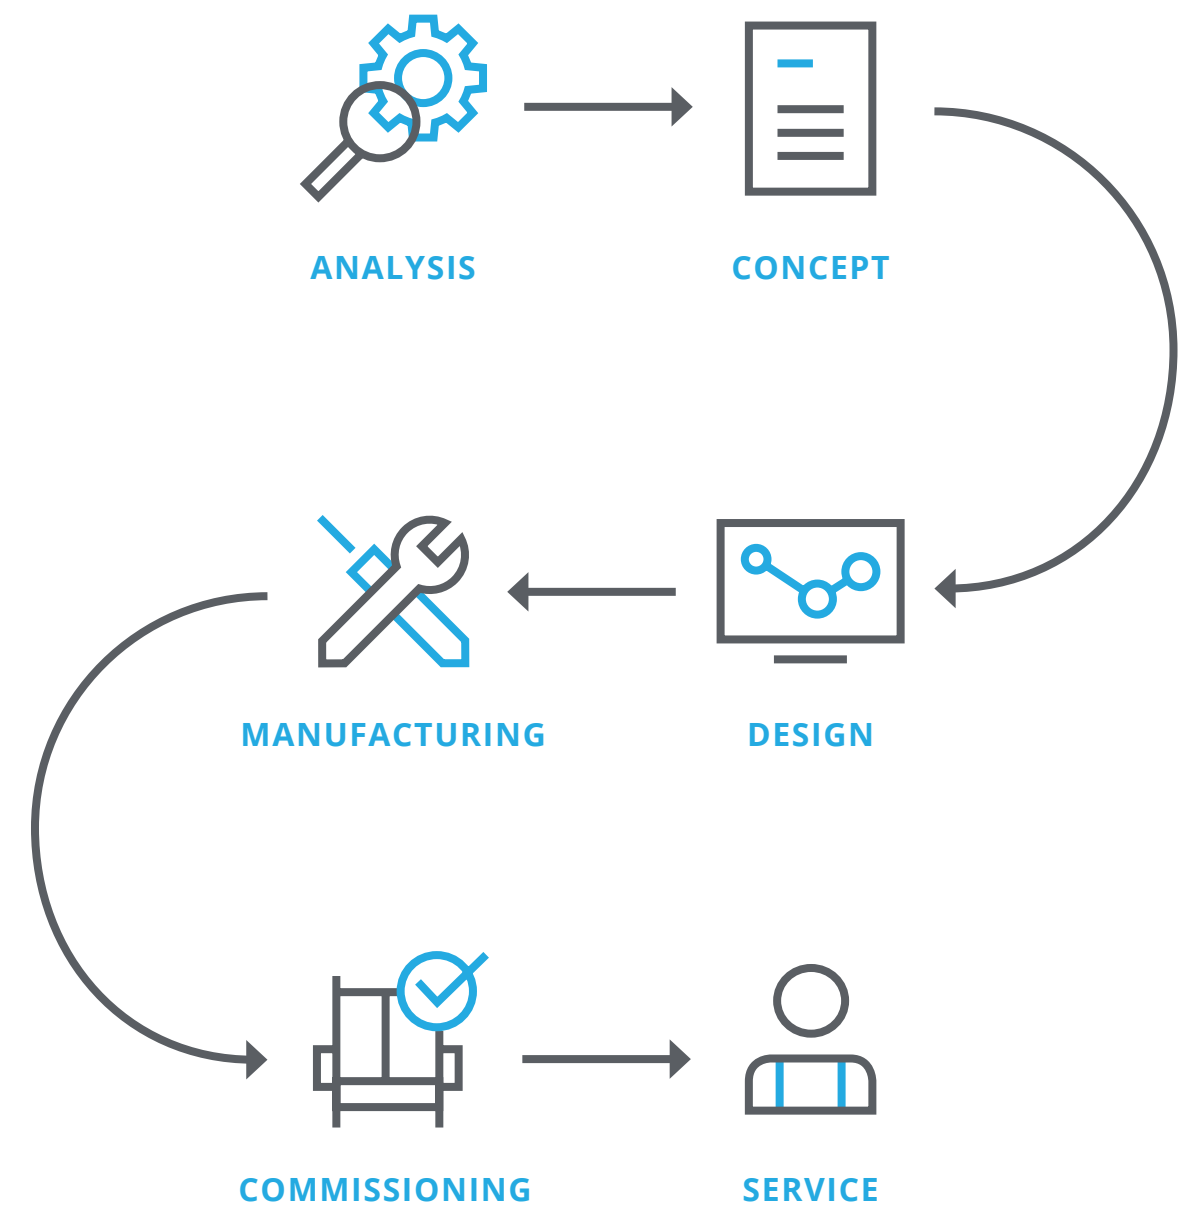 ANALYSIS
CONCEPT
MANUFACTURING
DESIGN
COMMISSIONING
SERVICE